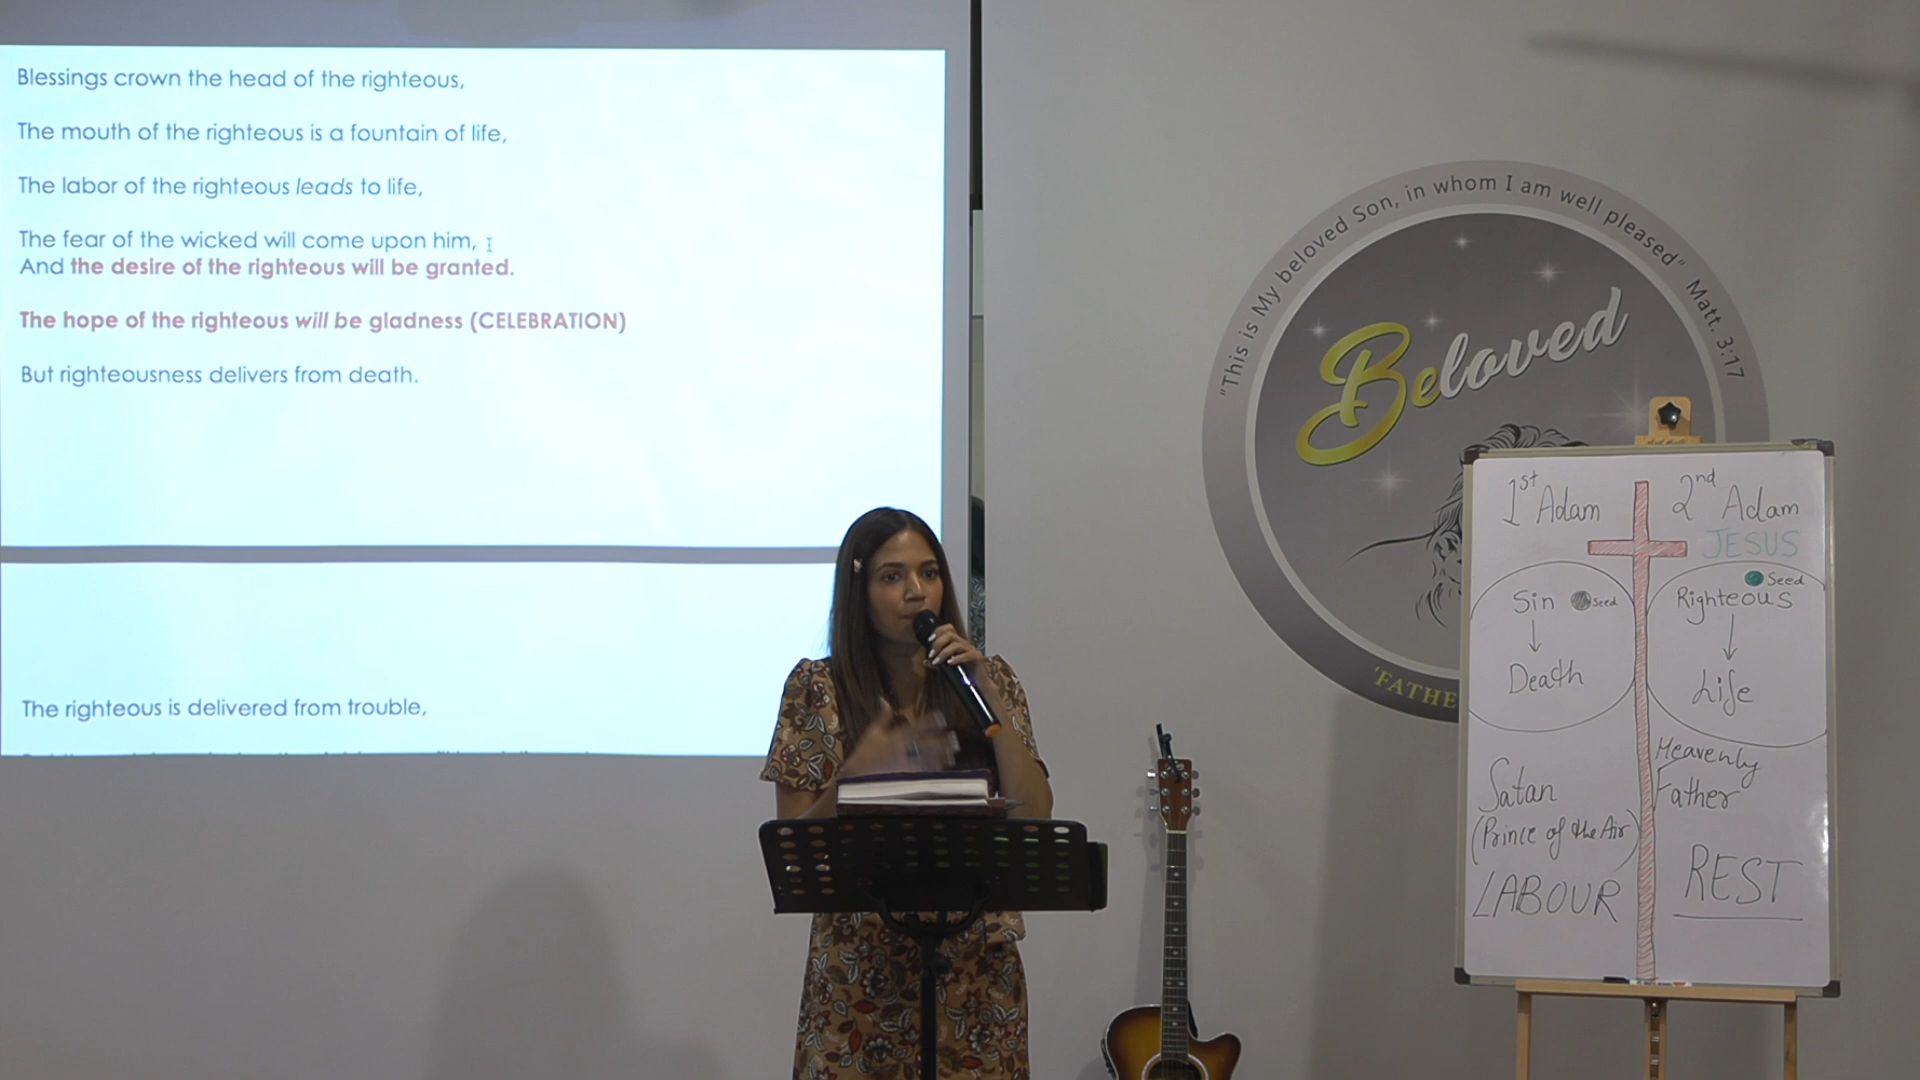 Blessings crown the head of the righteous,
The mouth of the righteous is a fountain of life,
The labor of the righteous leads to life,
The fear of the wicked will come upon him,
And the desire of the righteous will be granted.
The hope of the righteous will be gladness (CELEBRATION)
But righteousness delivers from death.
The righteous is delivered from trouble,
"This is My beloved Son, in whom I am well pleased" Matt. 3:17
Beloved
'FATHE
1st Adam
Sin Seed
Death
Satan
(Prince of the Air)
LABOUR
2nd Adam
JESUS
Seed
Righteous
Life
Heavenly
Father
REST